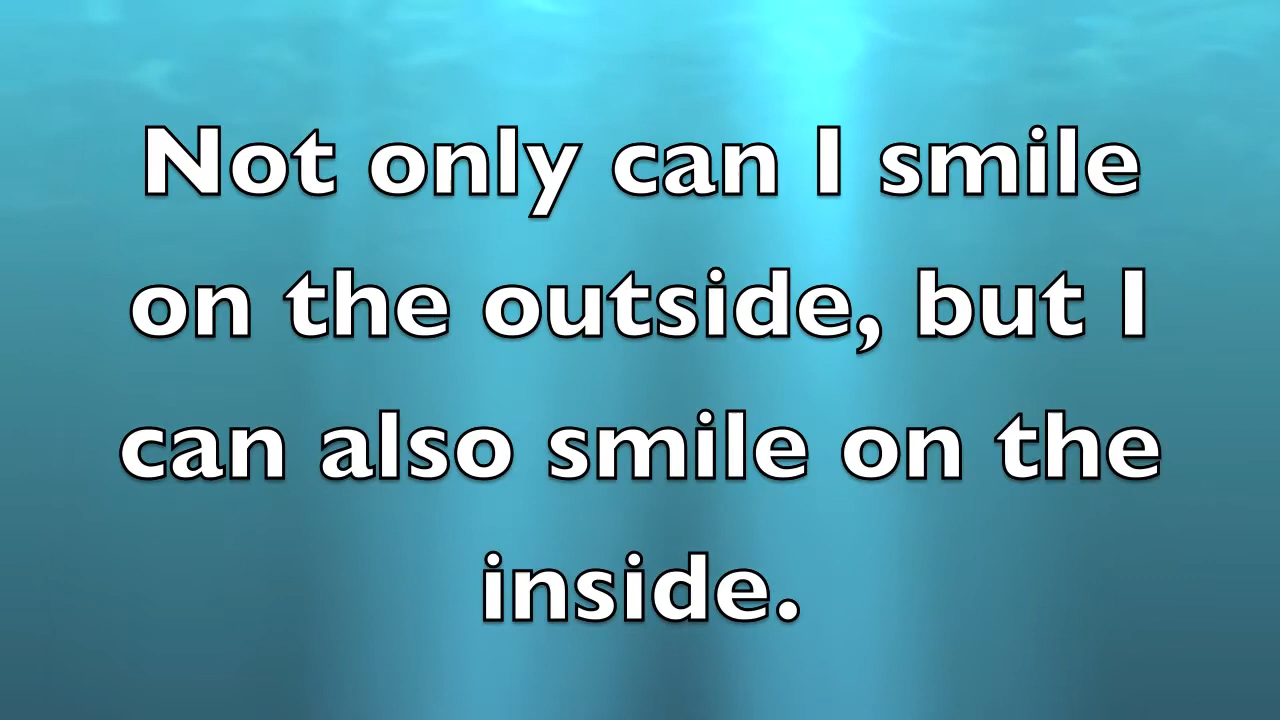 Not only can I smile
on the outside, but I
can also smile on the
inside.